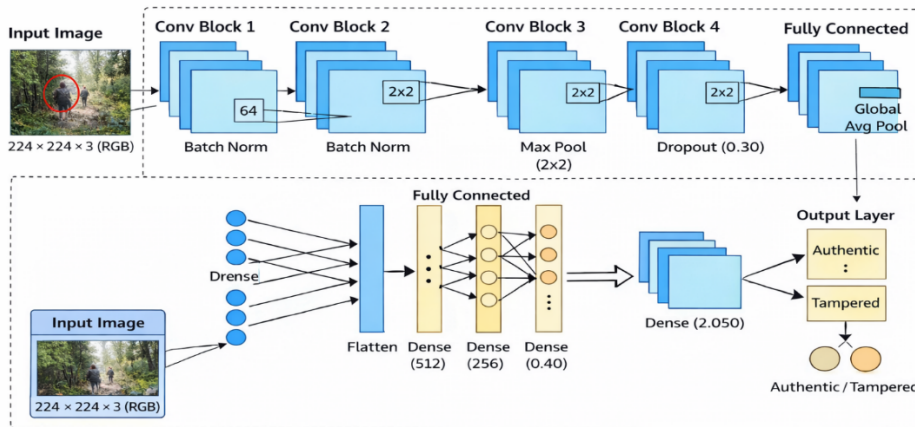 Input Image
224 × 224 × 3 (RGB)
Conv Block 1
64
Batch Norm
Conv Block 2
2x2
Batch Norm
Conv Block 3
2x2
Max Pool
(2x2)
Conv Block 4
2x2
Dropout (0.30)
Fully Connected
Global
Avg Pool
Drense
Input Image
224 × 224 × 3 (RGB)
Flatten
Fully Connected
Dense
(512)
Dense
(256)
Dense
(0.40)
Dense (2.050)
Output Layer
Authentic
Tampered
Authentic / Tampered